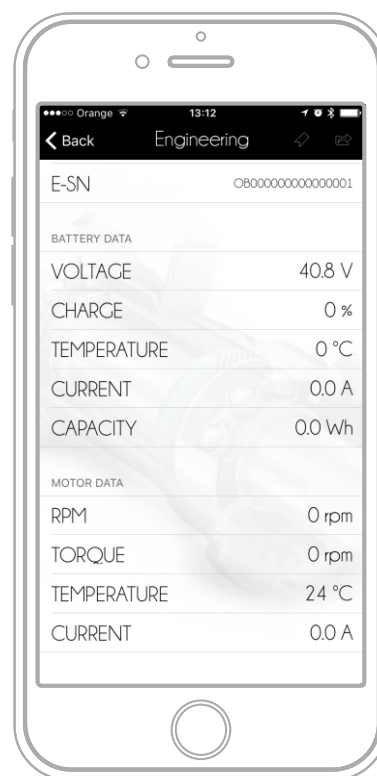 Orange 13:12
Back Engineering
E-SN OB000000000000001
BATTERY DATA
VOLTAGE 40.8 V
CHARGE 0 %
TEMPERATURE 0 °C
CURRENT 0.0 A
CAPACITY 0.0 Wh
MOTOR DATA
RPM 0 rpm
TORQUE 0 rpm
TEMPERATURE 24 °C
CURRENT 0.0 A